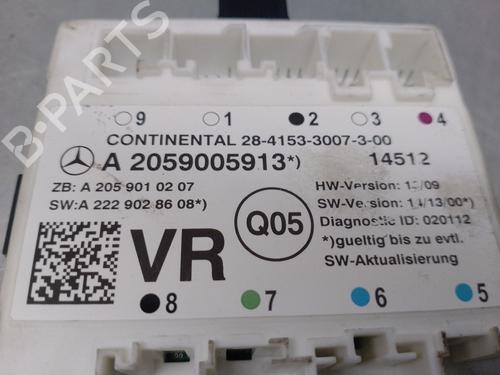 B-PARTS
9 1 2 3 4
CONTINENTAL 28-4153-3007-3-00
A 2059005913*) 14512
ZB: A 205 901 02 07
SW:A 222 902 86 08*)
HW-Version: 13/09
SW-Version: 14/13/00*)
Diagnostic ID: 020112
*)gueltig bis zu evtl.
SW-Aktualisierung
VR
Q05
8 7 6 5